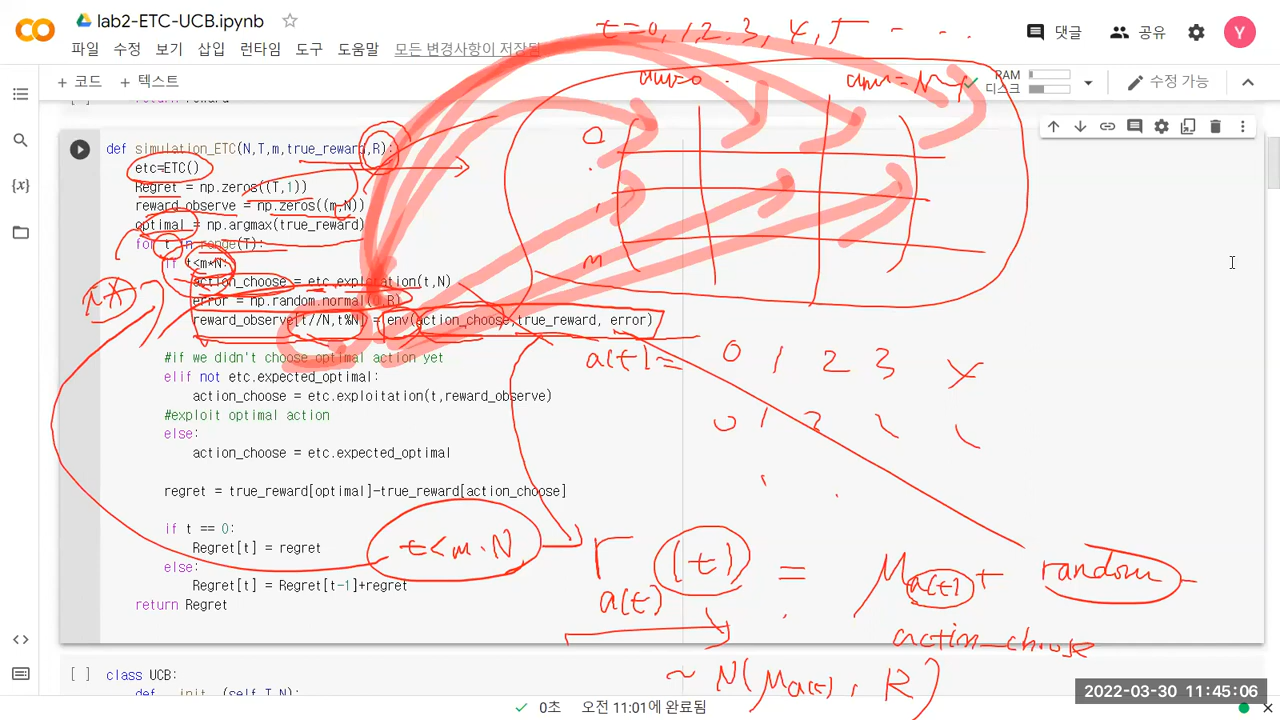 lab2-ETC-UCB.ipynb
파일 수정 보기 삽입 런타임 도구 도움말 모든 변경사항이 저장된
댓글 공유 Y
+ 코드 + 텍스트
RAM
디스크
수정 가능
t=0,1,2,3,4,5 - - ..
arm=0
return reward
def simulation_ETC(N,T,m,true_reward,R):
etc=ETC()
Regret = np.zeros((T,1))
reward_observe = np.zeros((m,N))
optimal = np.argmax(true_reward)
for t in range(T):
if t<m*N:
action_choose = etc.exploration(t,N)
error = np.random.normal(0,R)
reward_observe[t//N,t%N] = env(action_choose,true_reward, error)
#if we didn't choose optimal action yet
elif not etc.expected_optimal:
action_choose = etc.exploitation(t,reward_observe)
#exploit optimal action
else:
action_choose = etc.expected_optimal
regret = true_reward[optimal]-true_reward[action_choose]
if t == 0:
Regret[t] = regret
else:
Regret[t] = Regret[t-1]+regret
return Regret
0
1
m
a(t)= 0 1 2 3
0 1 2
t<m·N
r a(t) (t) = μ a(t) + random
action_choose
~ N(μ a(t), R)
[ ] class UCB:
def __init__(self,T,N):
0초 오전 11:01에 완료됨
2022-03-30 11:45:06